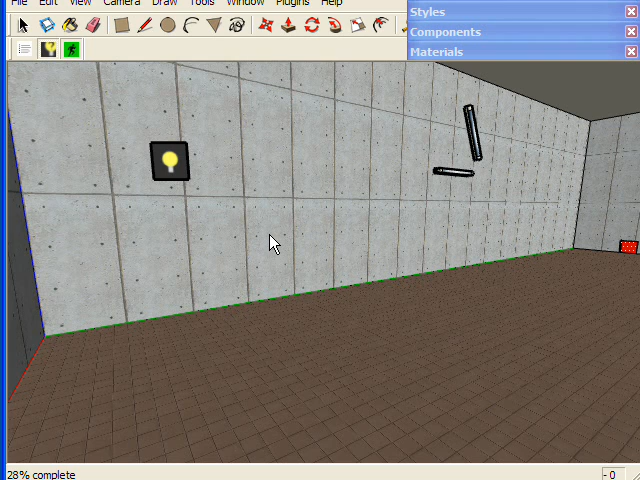 File Edit View Camera Draw Tools Window Plugins Help
Styles
Components
Materials
28% complete
- 0